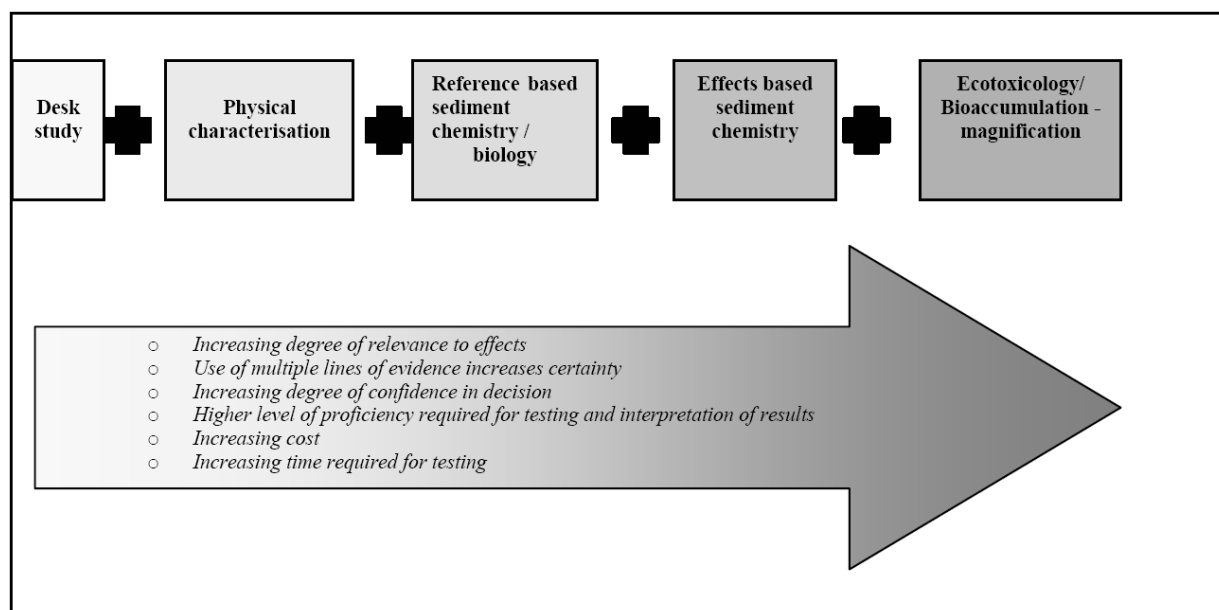 Desk
study
Physical
characterisation
Reference based
sediment
chemistry /
biology
Effects based
sediment
chemistry
Ecotoxicology/
Bioaccumulation -
magnification
o Increasing degree of relevance to effects
o Use of multiple lines of evidence increases certainty
o Increasing degree of confidence in decision
o Higher level of proficiency required for testing and interpretation of results
o Increasing cost
o Increasing time required for testing